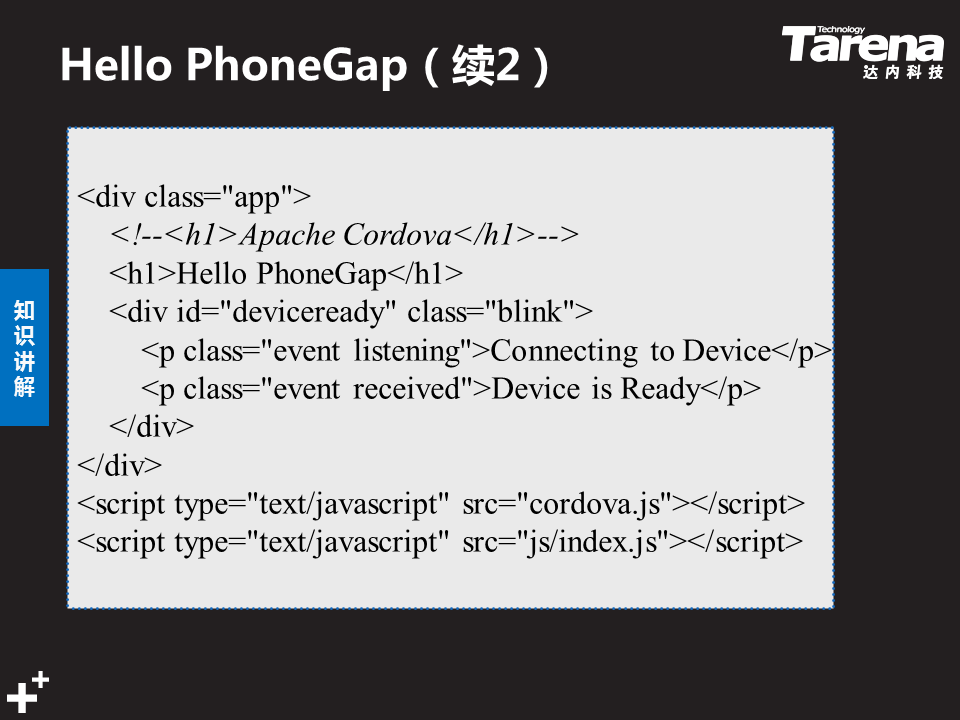 Hello PhoneGap（续2）
Technology
Tarena
达内科技
知识讲解
<div class="app">
    <!--<h1>Apache Cordova</h1>-->
    <h1>Hello PhoneGap</h1>
    <div id="deviceready" class="blink">
        <p class="event listening">Connecting to Device</p>
        <p class="event received">Device is Ready</p>
    </div>
</div>
<script type="text/javascript" src="cordova.js"></script>
<script type="text/javascript" src="js/index.js"></script>